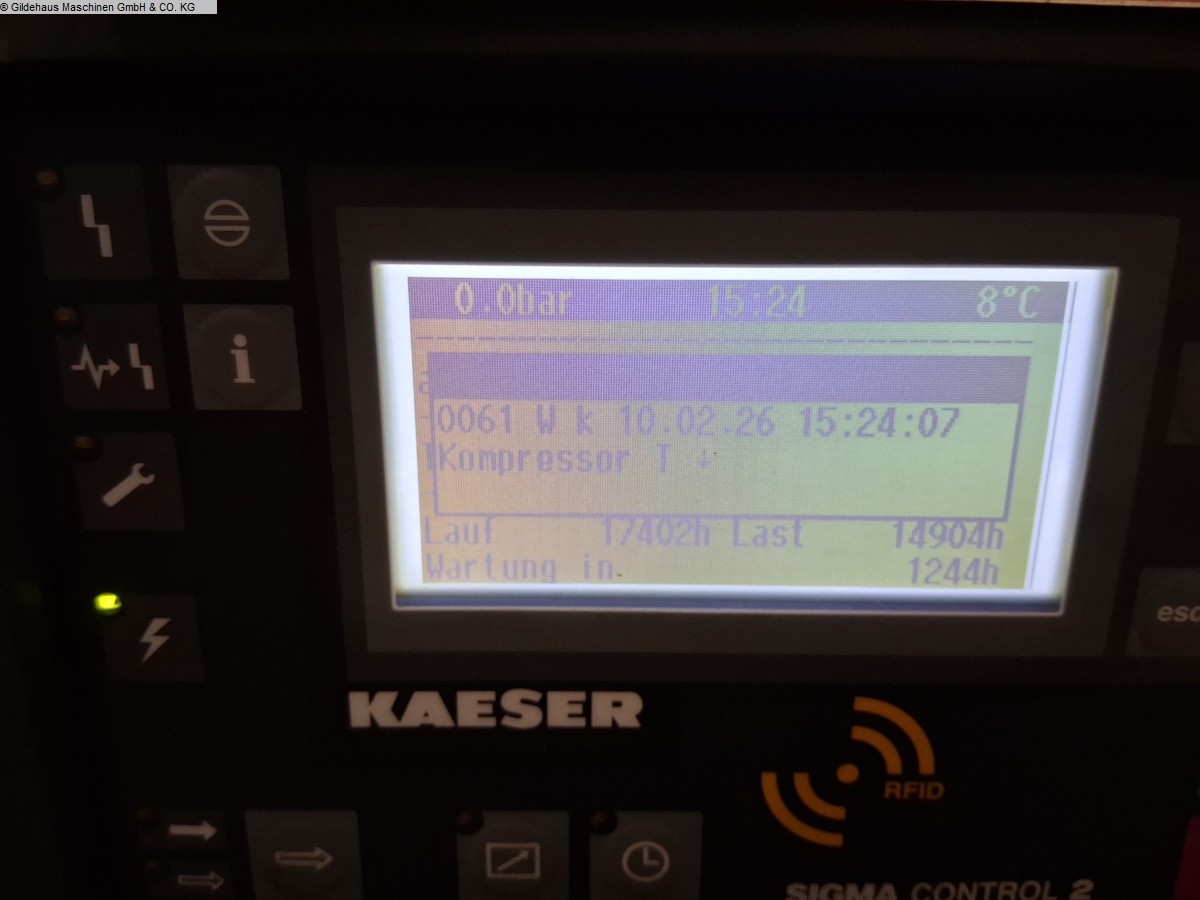 © Gildehaus Maschinen GmbH & CO. KG
0.0bar 15:24 8°C
0061 W k 10.02.26 15:24:07
Kompressor T ↓
Lauf 17402h Last 14904h
Wartung in 1244h
esc
KAESER
RFID
SIGMA CONTROL 2